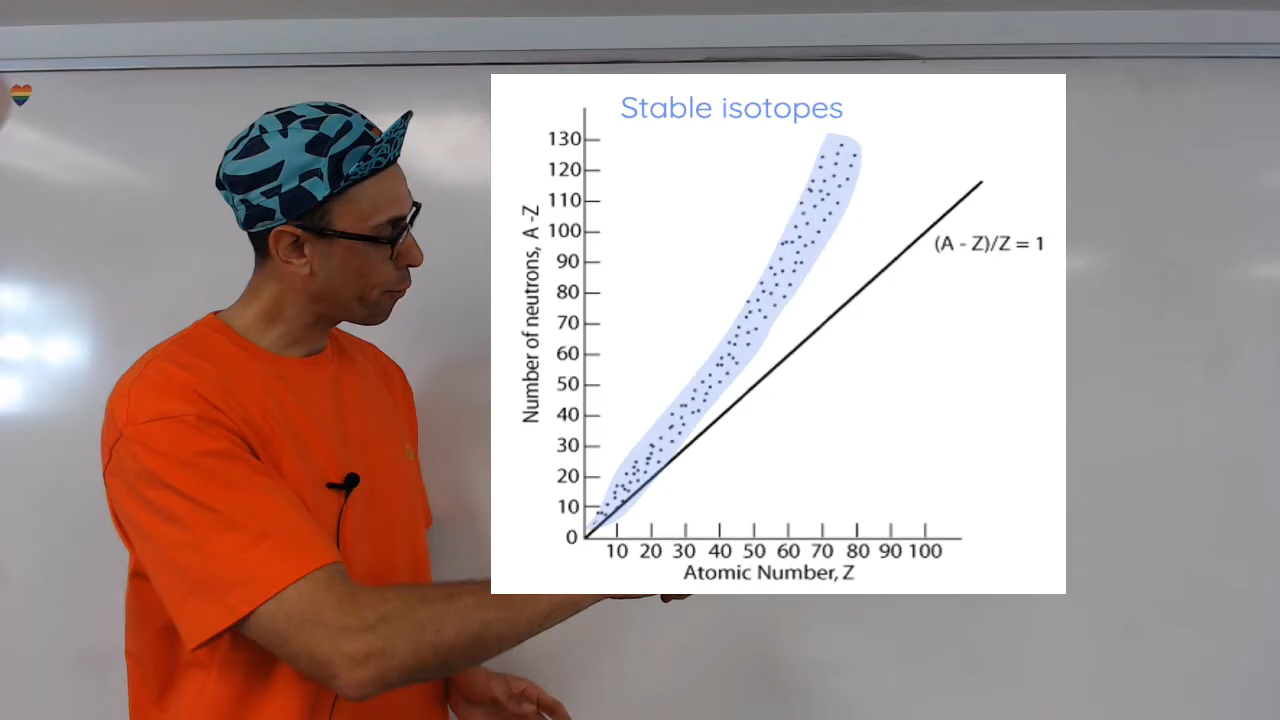 Stable isotopes
130
120
110
100
90
80
70
60
50
40
30
20
10
0
Number of neutrons, A -Z
(A - Z)/Z = 1
10 20 30 40 50 60 70 80 90 100
Atomic Number, Z